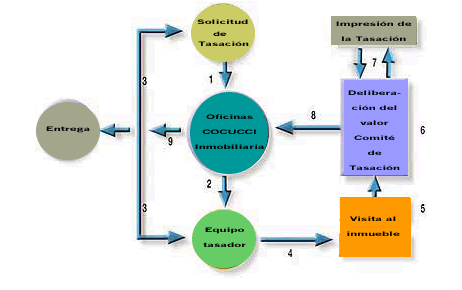 Solicitud
de
Tasación
Impresión de
la Tasación
3
1
7
Delibera-
ción del
valor
Comité
de
Tasación
Oficinas
COCUCCI
Inmobiliaria
8
6
Entrega
9
2
3
Equipo
tasador
4
Visita al
inmueble
5